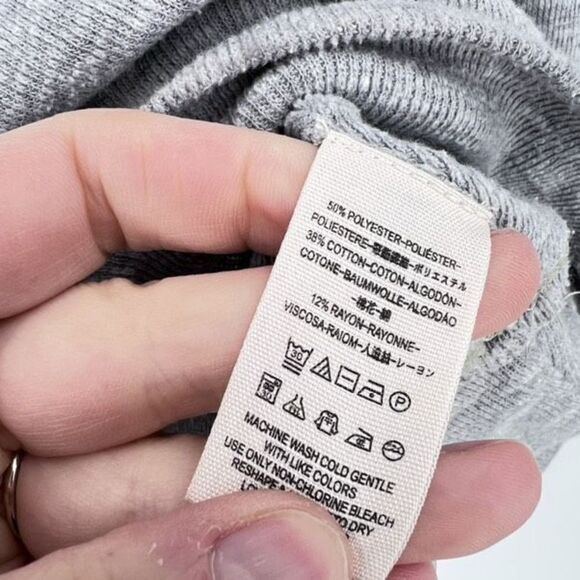 50% POLYESTER-POLIÉSTER-
POLIESTERE-聚酯纖維-ポリエステル
38% COTTON-COTON-ALGODÓN-
COTONE-BAUMWOLLE-ALGODÃO
-棉花-綿
12% RAYON-RAYONNE-
VISCOSA-RAIOM-人造絲-レーヨン
30
P
MACHINE WASH COLD GENTLE
WITH LIKE COLORS
USE ONLY NON-CHLORINE BLEACH
RESHAPE &
TO DRY